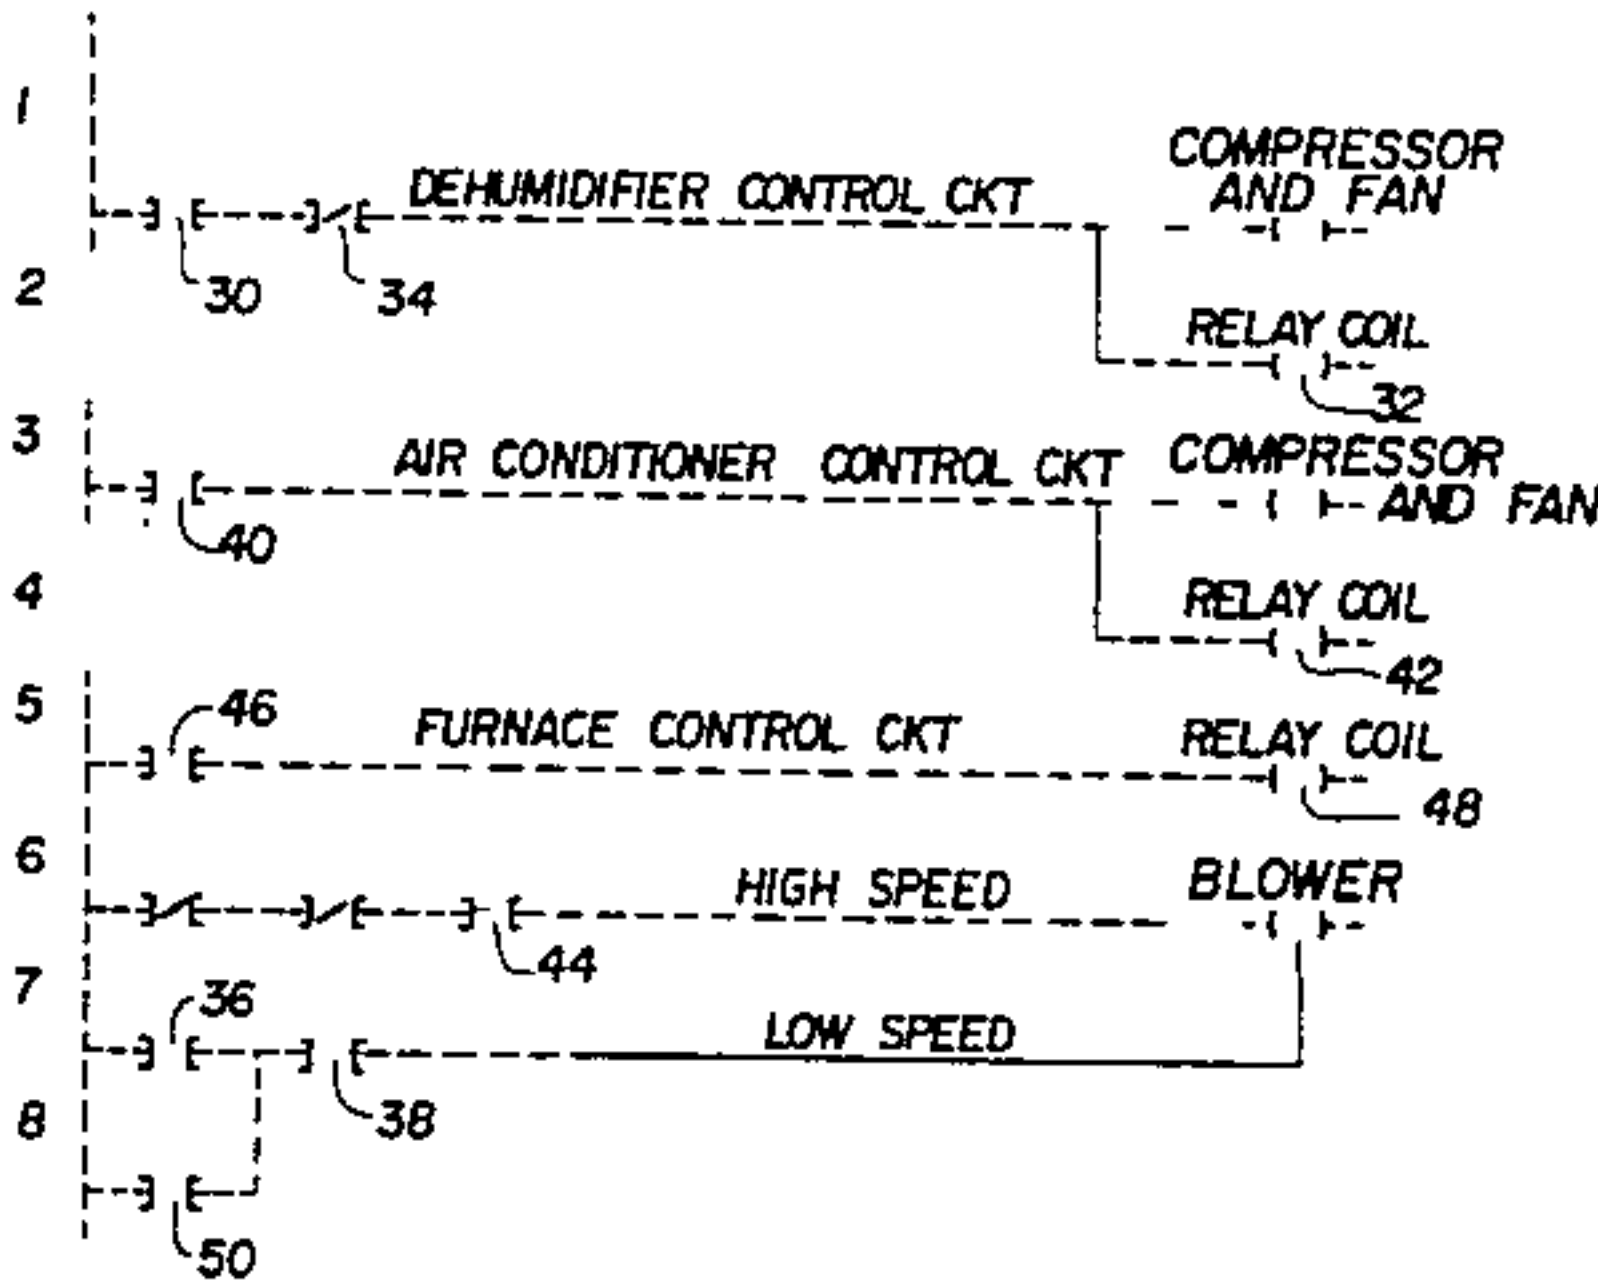 1
COMPRESSOR
AND FAN
DEHUMIDIFIER CONTROL CKT
2
30
34
RELAY COIL
32
3
AIR CONDITIONER CONTROL CKT
COMPRESSOR
AND FAN
40
4
RELAY COIL
42
5
46
FURNACE CONTROL CKT
RELAY COIL
48
6
HIGH SPEED
BLOWER
44
7
36
LOW SPEED
38
8
50